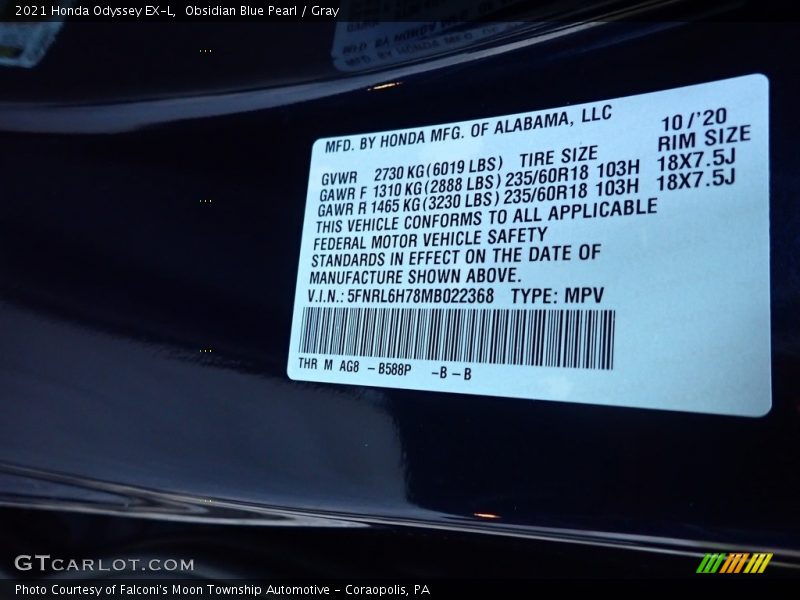 2021 Honda Odyssey EX-L,  Obsidian Blue Pearl / Gray
MFD. BY HONDA MFG. OF ALABAMA, LLC 10/'20
GVWR 2730 KG (6019 LBS) TIRE SIZE RIM SIZE
GAWR F 1310 KG (2888 LBS) 235/60R18 103H 18X7.5J
GAWR R 1465 KG (3230 LBS) 235/60R18 103H 18X7.5J
THIS VEHICLE CONFORMS TO ALL APPLICABLE
FEDERAL MOTOR VEHICLE SAFETY
STANDARDS IN EFFECT ON THE DATE OF
MANUFACTURE SHOWN ABOVE.
V.I.N.: 5FNRL6H78MB022368 TYPE: MPV
THR M AG8 - B588P - B - B
GTCARLOT.COM
Photo Courtesy of Falconi's Moon Township Automotive - Coraopolis, PA